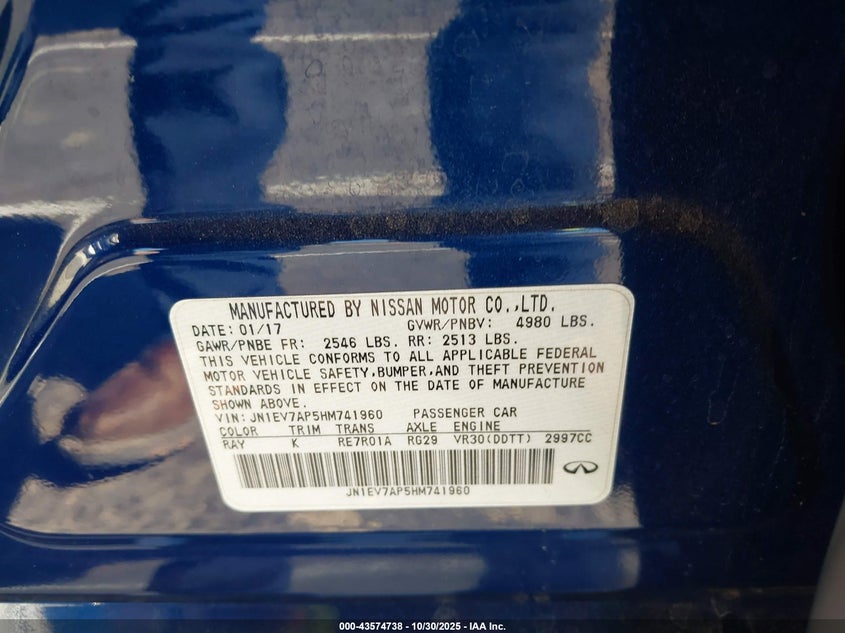 MANUFACTURED BY NISSAN MOTOR CO.,LTD.
DATE: 01/17 GVWR/PNBV: 4980 LBS.
GAWR/PNBE FR: 2546 LBS. RR: 2513 LBS.
THIS VEHICLE CONFORMS TO ALL APPLICABLE FEDERAL
MOTOR VEHICLE SAFETY,BUMPER,AND THEFT PREVENTION
STANDARDS IN EFFECT ON THE DATE OF MANUFACTURE
SHOWN ABOVE.
VIN: JN1EV7AP5HM741960 PASSENGER CAR
COLOR TRIM TRANS AXLE ENGINE
RAY K RE7R01A RG29 VR30(DDTT) 2997CC
JN1EV7AP5HM741960
000-43574738 - 10/30/2025 - IAA Inc.